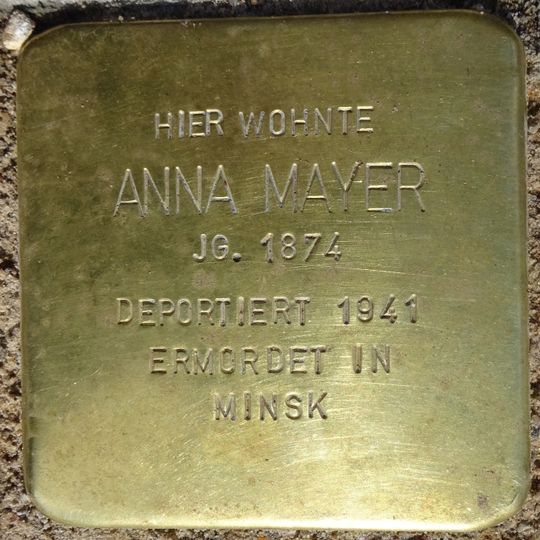 HIER WOHNTE
ANNA MAYER
JG. 1874
DEPORTIERT 1941
ERMORDET IN
MINSK